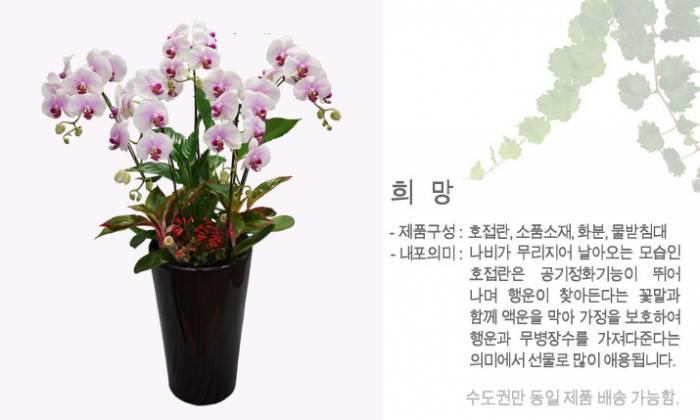 희 망
- 제품구성 : 호접란, 소품소재, 화분, 물받침대
- 내포의미 : 나비가 무리지어 날아오는 모습인
호접란은 공기정화기능이 뛰어
나며 행운이 찾아든다는 꽃말과
함께 액운을 막아 가정을 보호하여
행운과 무병장수를 가져다준다는
의미에서 선물로 많이 애용됩니다.
수도권만 동일 제품 배송 가능함.